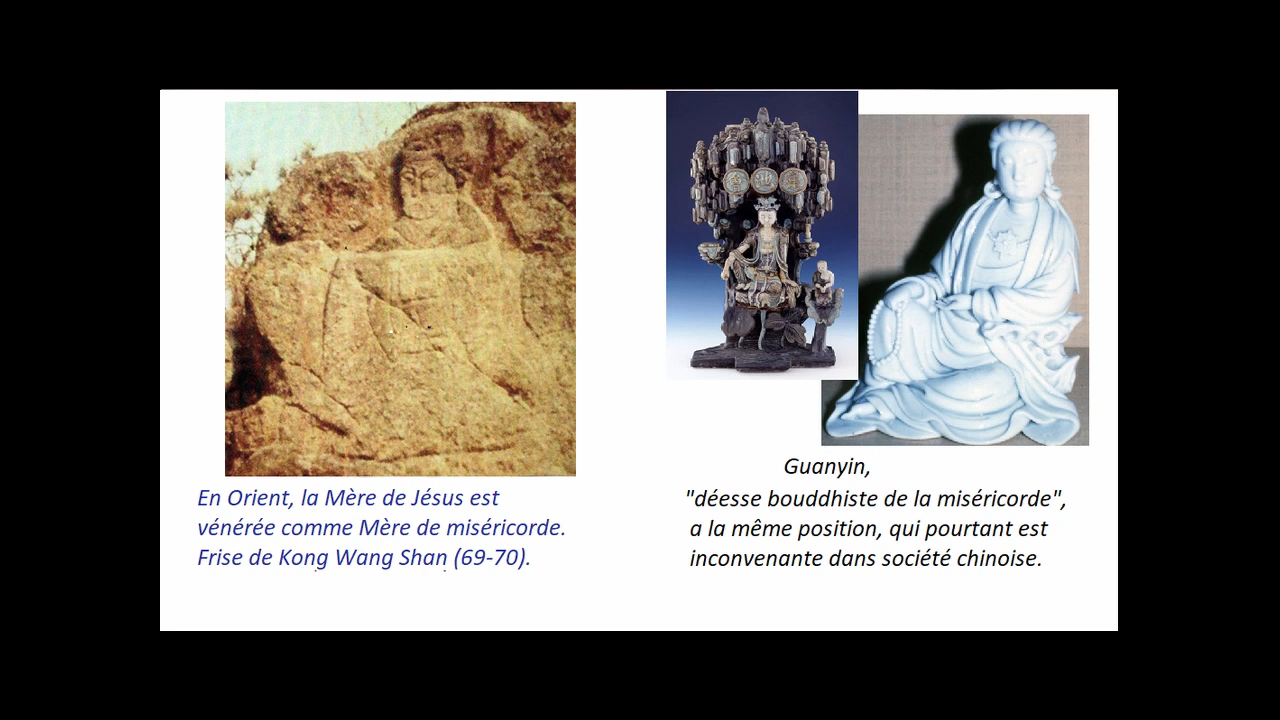 En Orient, la Mère de Jésus est
vénérée comme Mère de miséricorde.
Frise de Kong Wang Shan (69-70).
Guanyin,
"déesse bouddhiste de la miséricorde",
a la même position, qui pourtant est
inconvenante dans société chinoise.